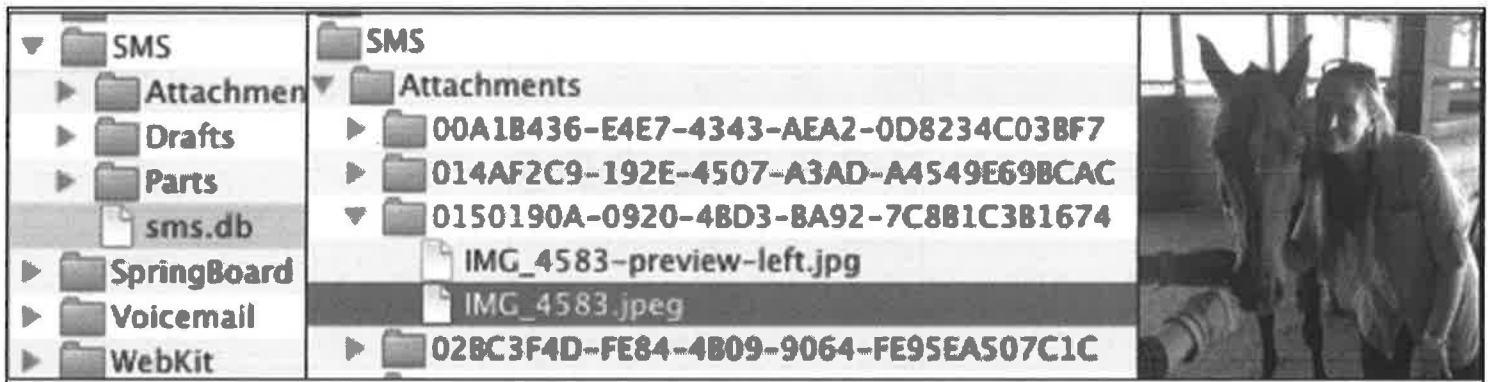 SMS
Attachmen
Drafts
Parts
sms.db
SpringBoard
Voicemail
WebKit
SMS
Attachments
00A1B436-E4E7-4343-AEA2-0D8234C03BF7
014AF2C9-192E-4507-A3AD-A4549E69BCAC
0150190A-0920-4BD3-BA92-7C8B1C3B1674
IMG_4583-preview-left.jpg
IMG_4583.jpeg
02BC3F4D-FE84-4B09-9064-FE95EA507C1C